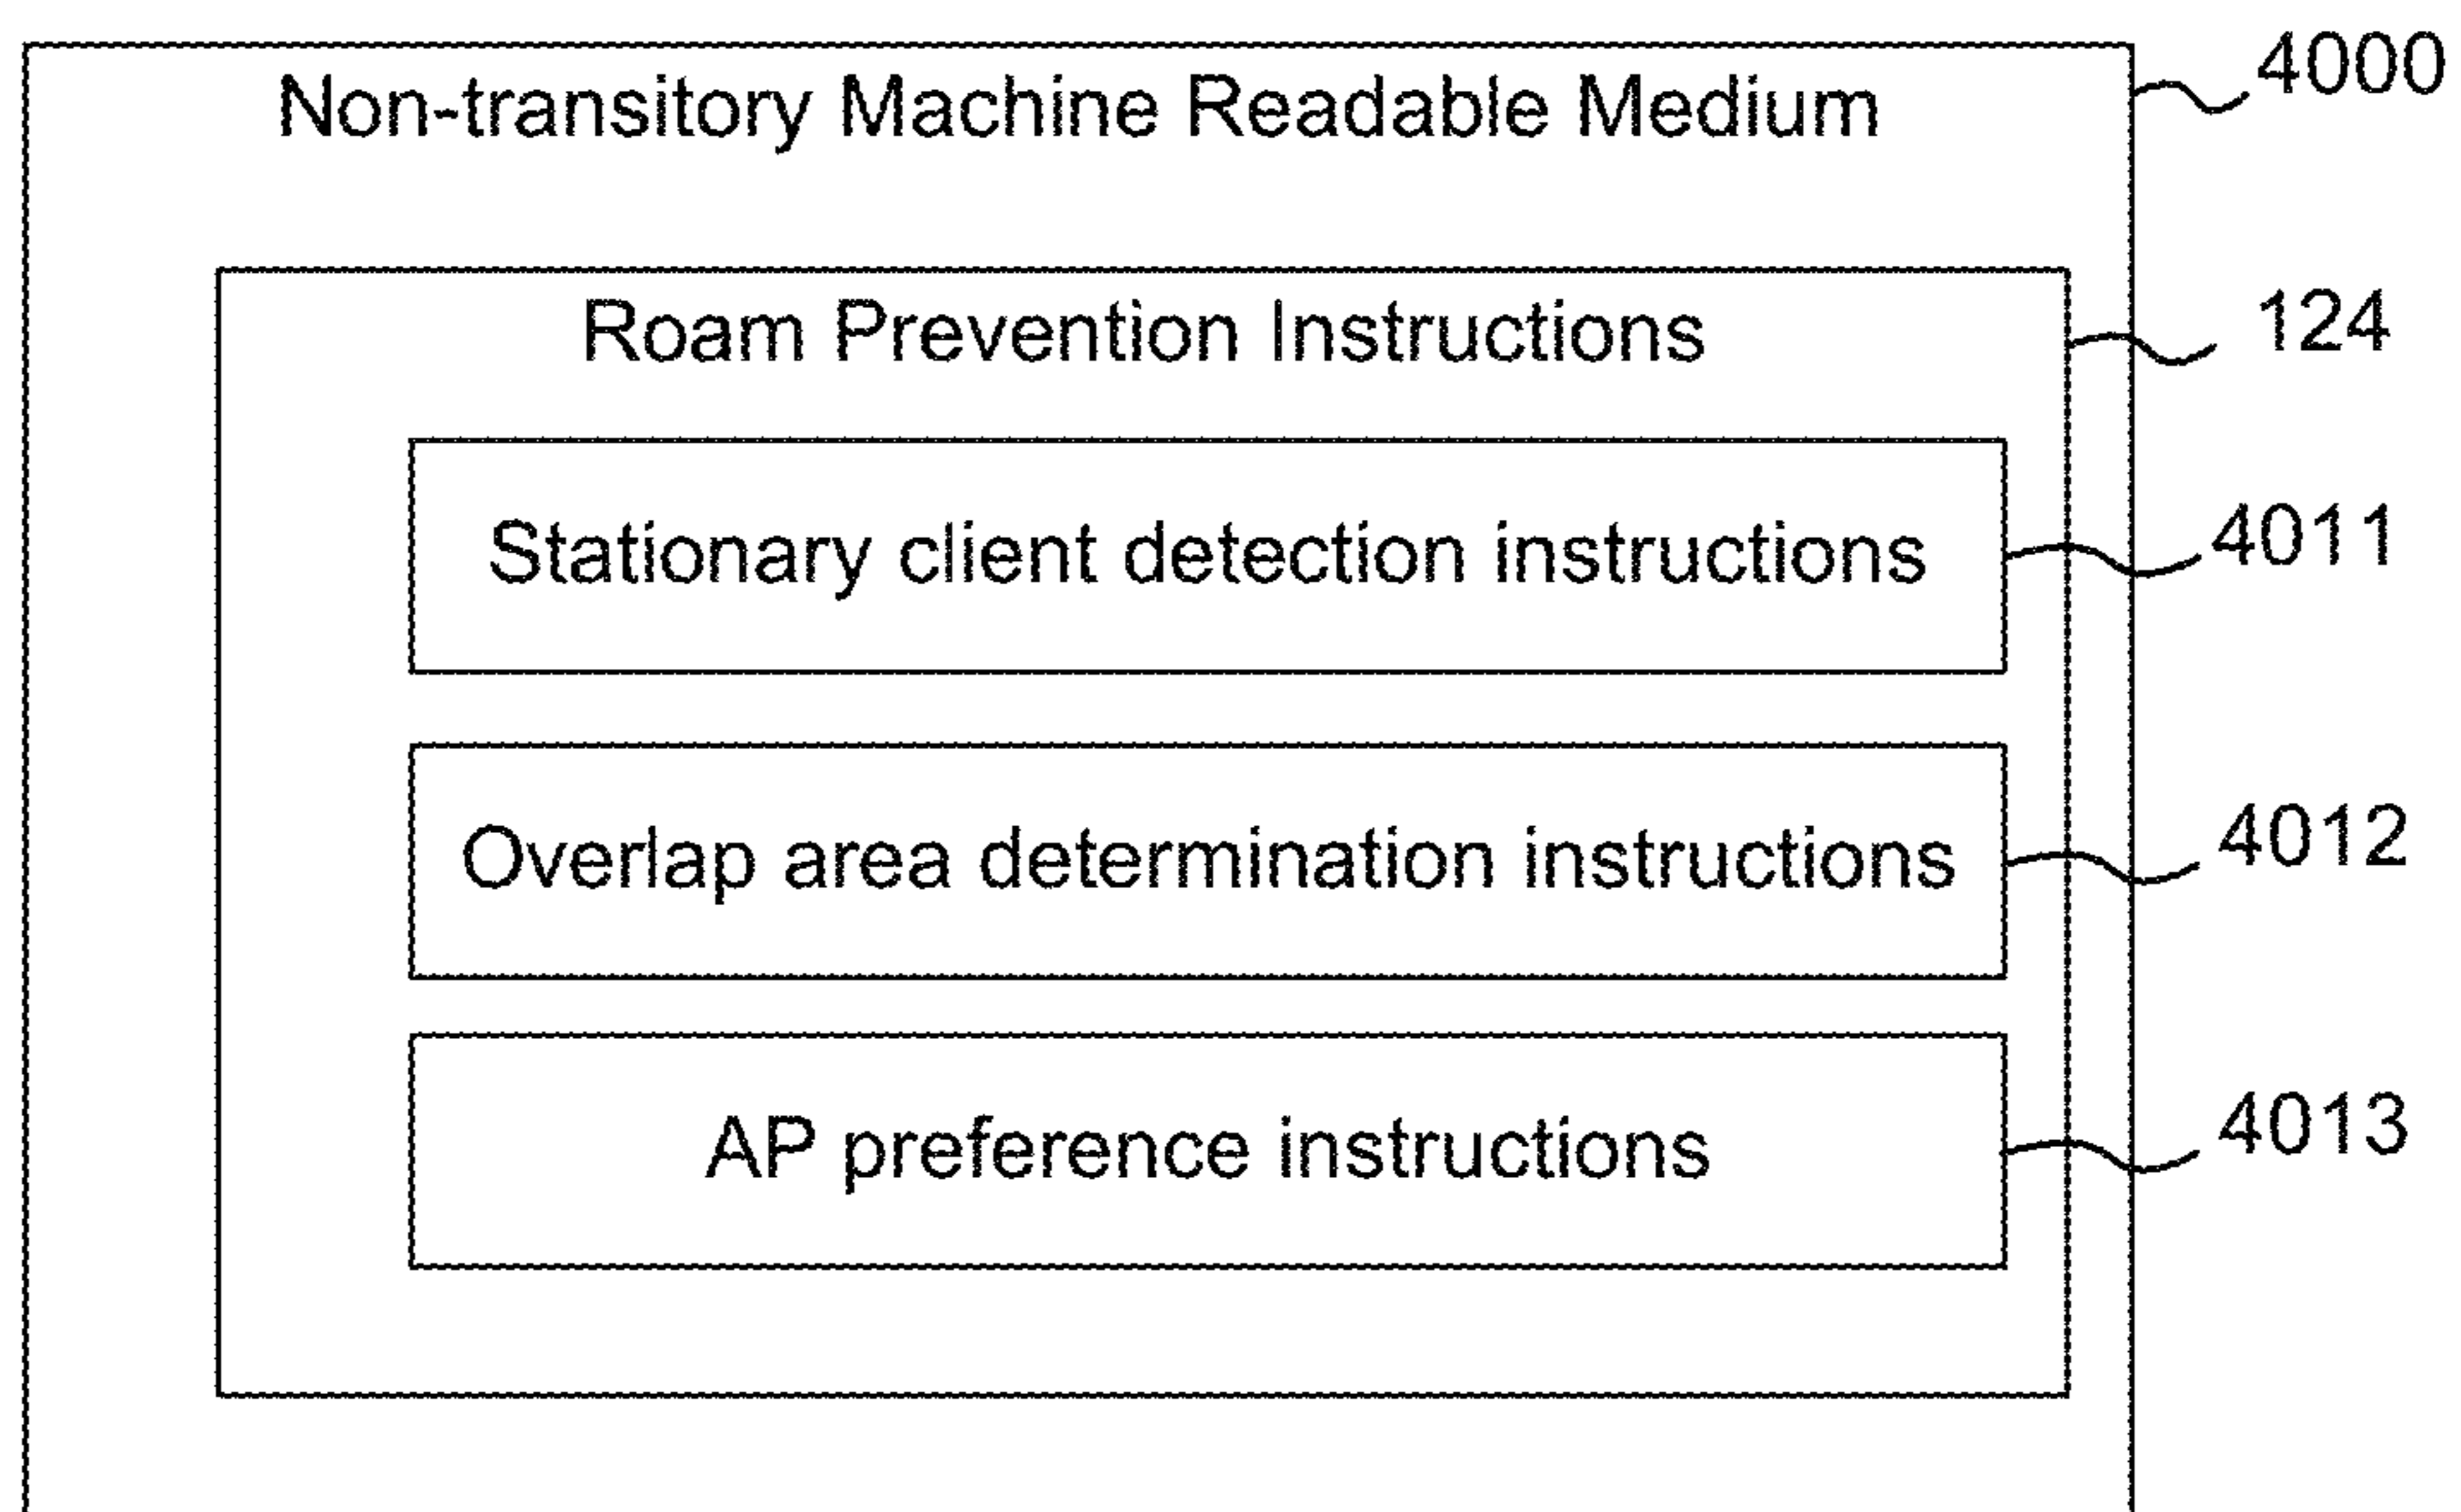 Non-transitory Machine Readable Medium
4000
Roam Prevention Instructions
124
Stationary client detection instructions
4011
Overlap area determination instructions
4012
AP preference instructions
4013